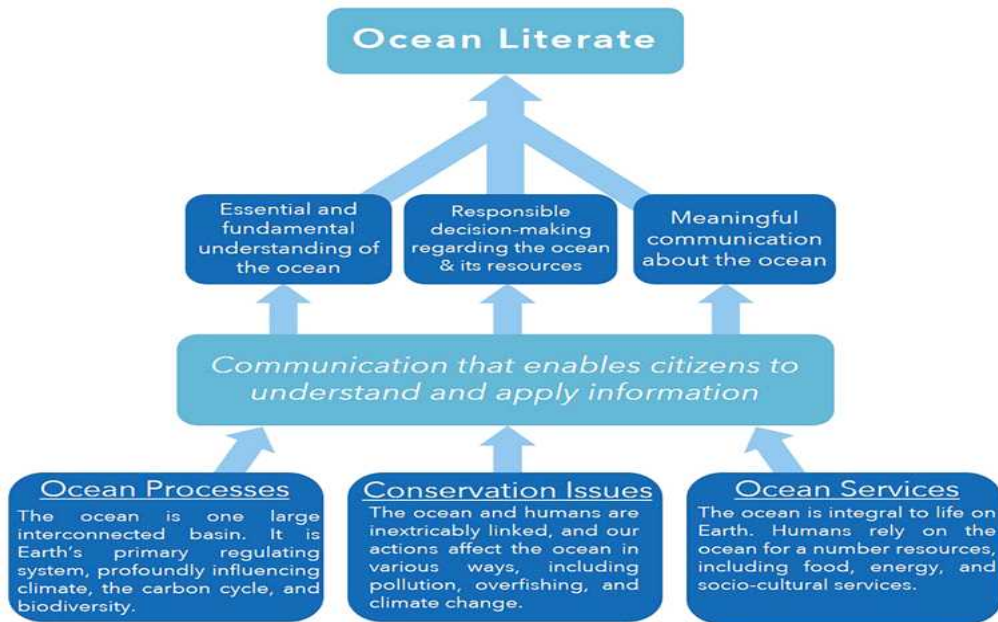 Ocean Literate
Essential and
fundamental
understanding of
the ocean
Responsible
decision-making
regarding the ocean
& its resources
Meaningful
communication
about the ocean
Communication that enables citizens to
understand and apply information
Ocean Processes
The ocean is one large
interconnected basin. It is
Earth's primary regulating
system, profoundly influencing
climate, the carbon cycle, and
biodiversity.
Conservation Issues
The ocean and humans are
inextricably linked, and our
actions affect the ocean in
various ways, including
pollution, overfishing, and
climate change.
Ocean Services
The ocean is integral to life on
Earth. Humans rely on the
ocean for a number resources,
including food, energy, and
socio-cultural services.